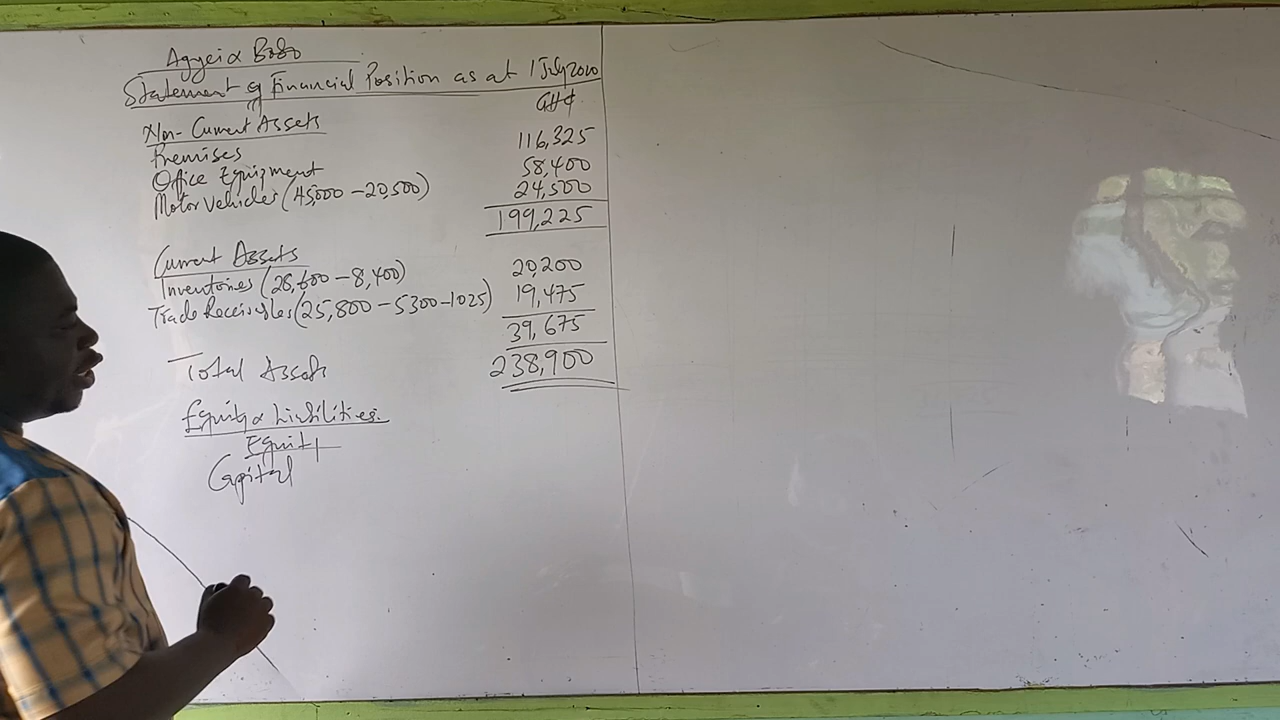 Agyei & Bobo
Statement of Financial Position as at 1 July 2020
GH¢
Non-Current Assets
Premises 116,325
Office Equipment 58,400
Motor Vehicles (45,000 - 20,500) 24,500
199,225
Current Assets
Inventories (28,600 - 8,400) 20,200
Trade Receivables (25,800 - 5300 - 1025) 19,475
39,675
Total Assets 238,900
Equity & Liabilities.
Equity
Capital